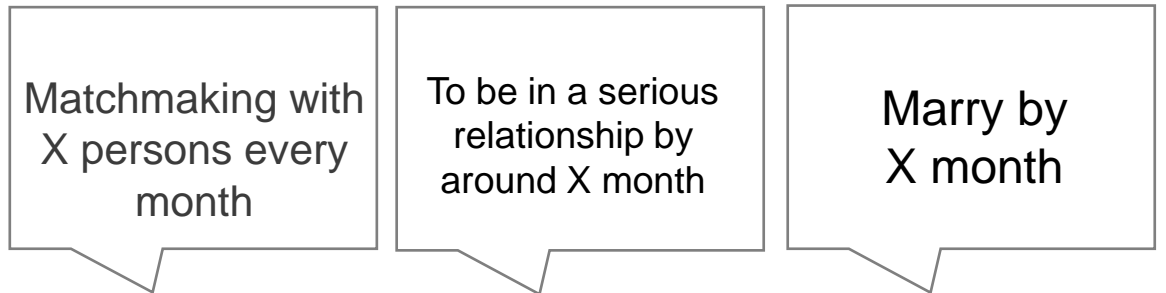 Matchmaking with
X persons every
month
To be in a serious
relationship by
around X month
Marry by
X month